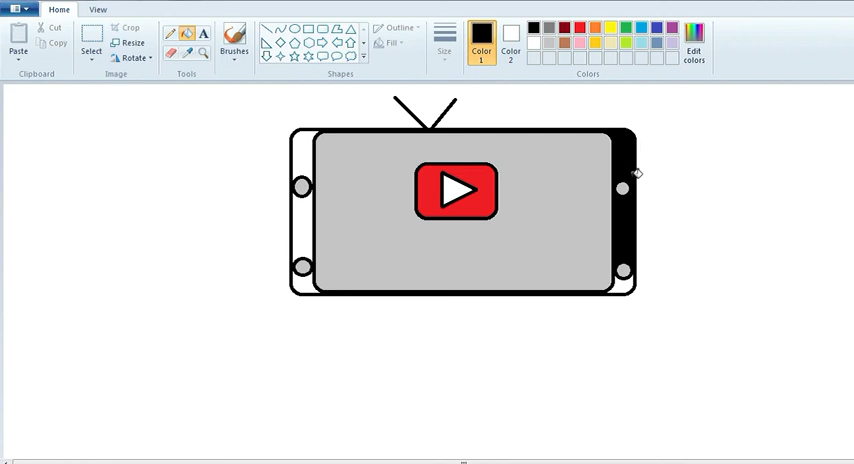 Home View
Cut
Copy
Paste
Clipboard
Crop
Resize
Rotate
Select
Image
A
Tools
Brushes
Outline
Fill
Shapes
Size
Color
1
Color
2
Edit
colors
Colors